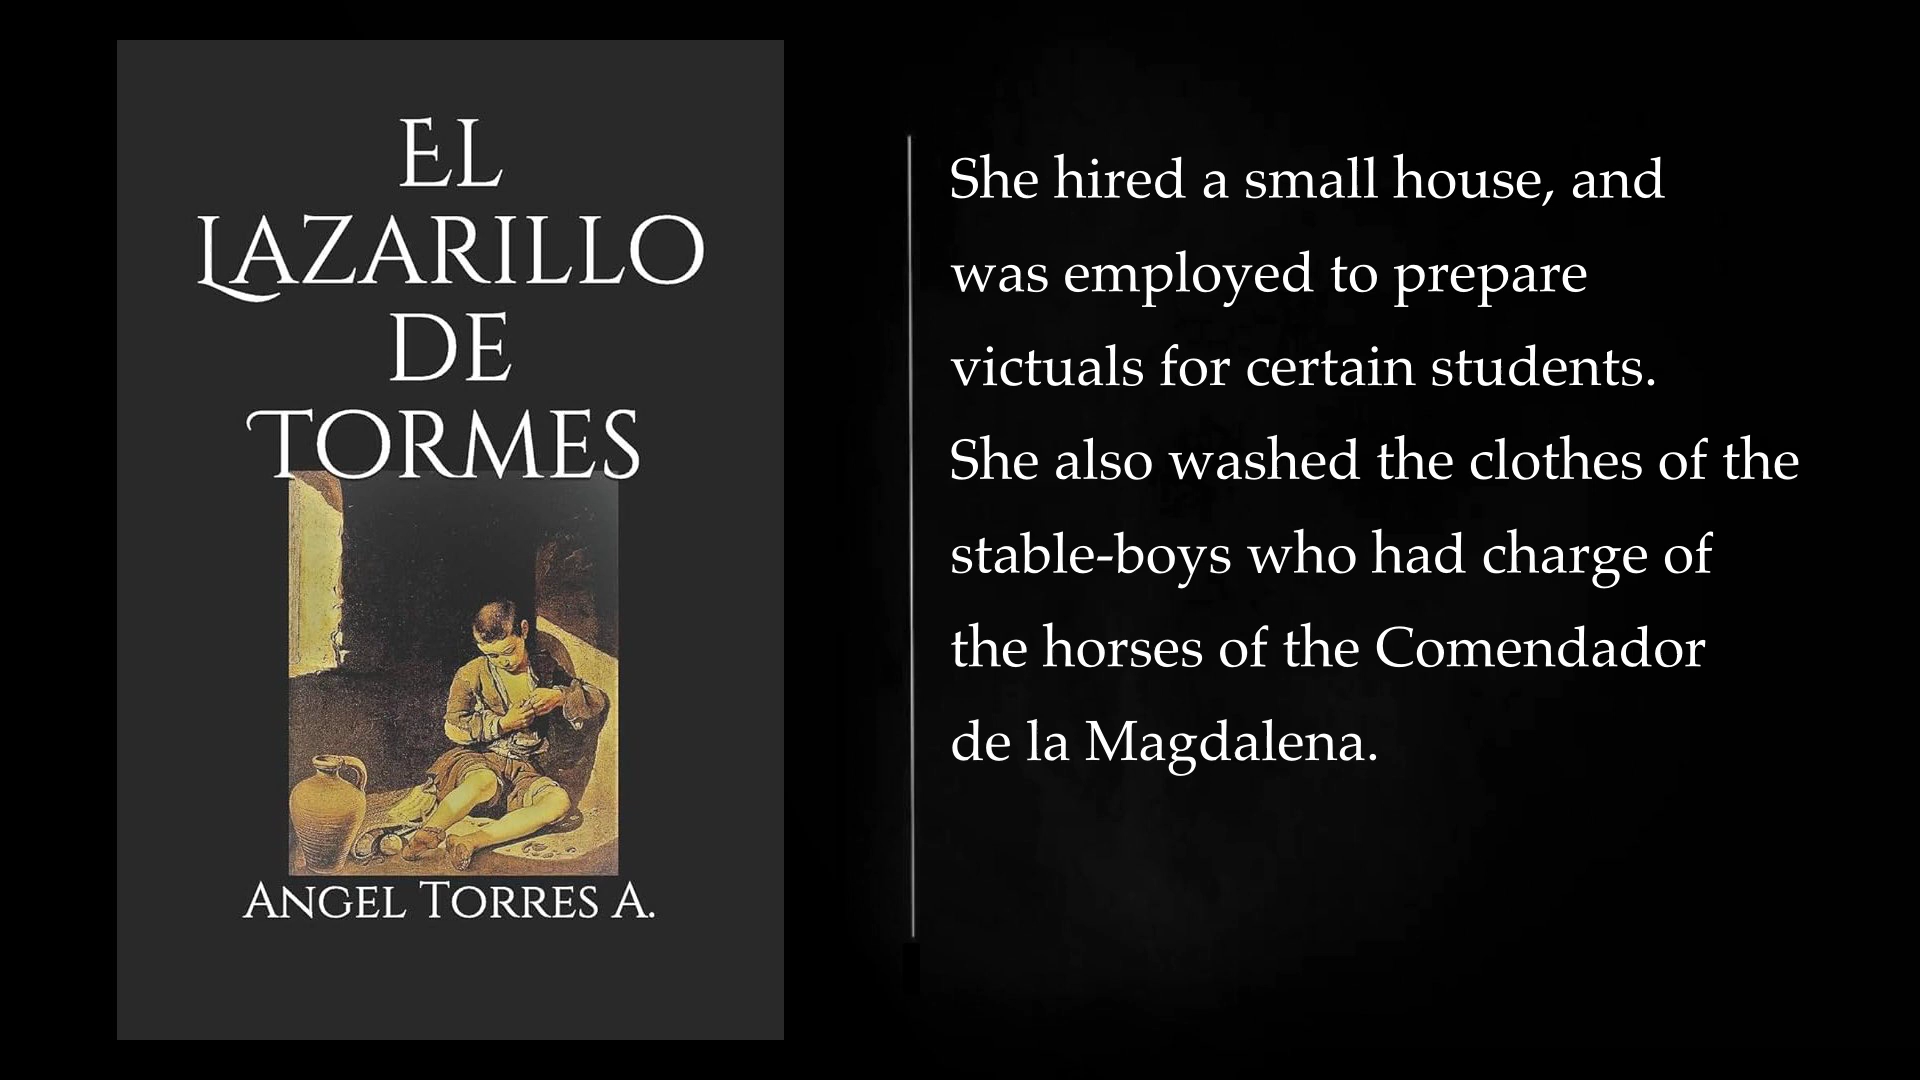 EL
LAZARILLO
DE
TORMES
ANGEL TORRES A.
She hired a small house, and
was employed to prepare
victuals for certain students.
She also washed the clothes of the
stable-boys who had charge of
the horses of the Comendador
de la Magdalena.